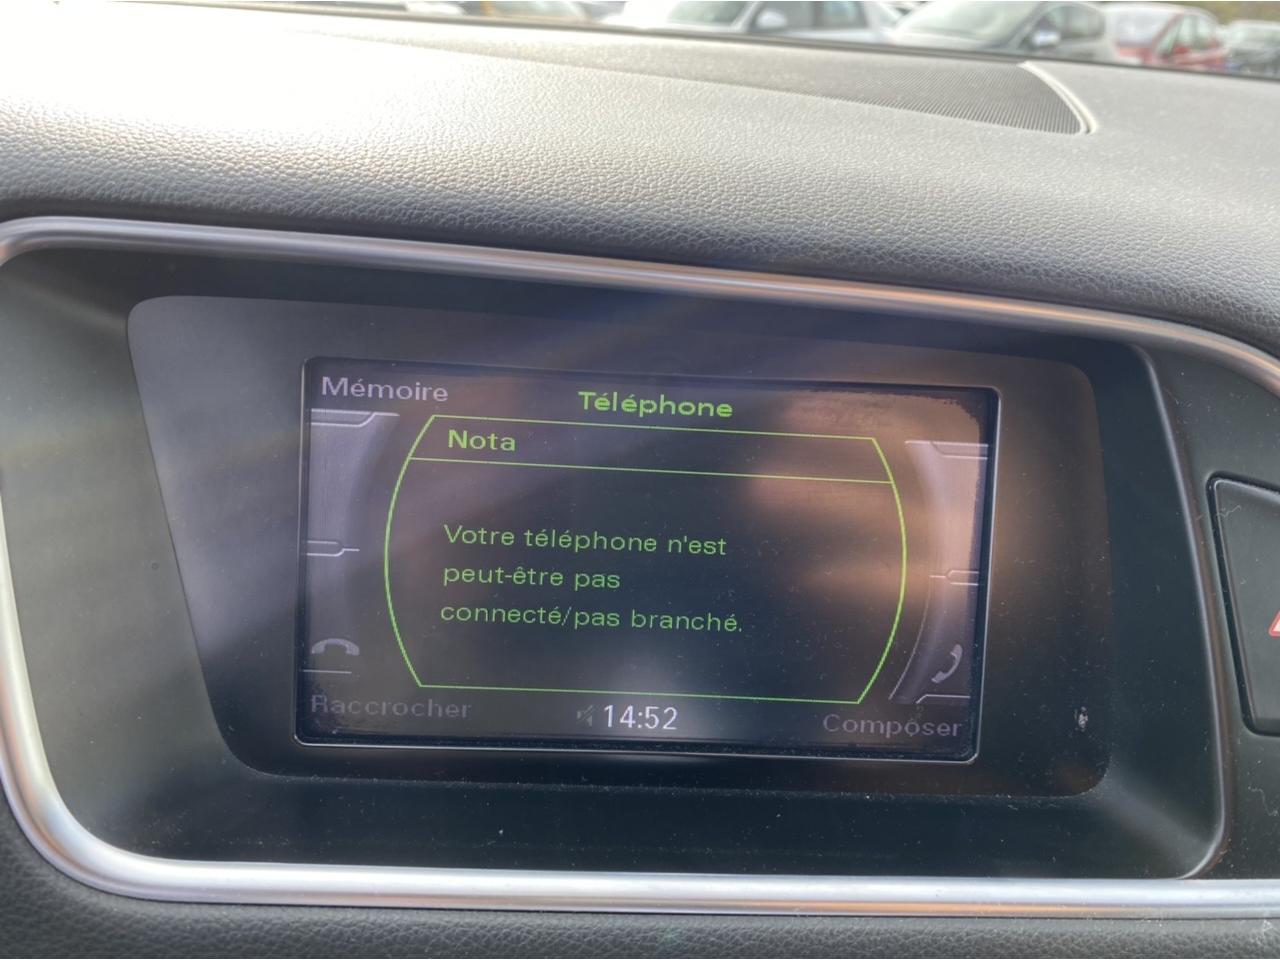 Mémoire
Téléphone
Nota
Votre téléphone n'est
peut-être pas
connecté/pas branché.
Raccrocher
14:52
Composer